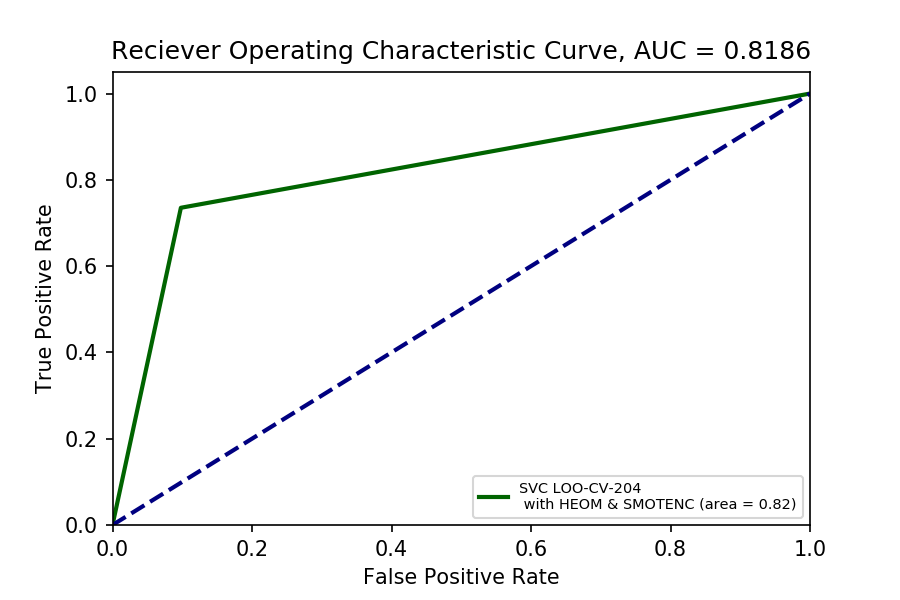 Reciever Operating Characteristic Curve, AUC = 0.8186
1.0
0.8
0.6
0.4
0.2
0.0
True Positive Rate
SVC LOO-CV-204
with HEOM & SMOTENC (area = 0.82)
0.0 0.2 0.4 0.6 0.8 1.0
False Positive Rate